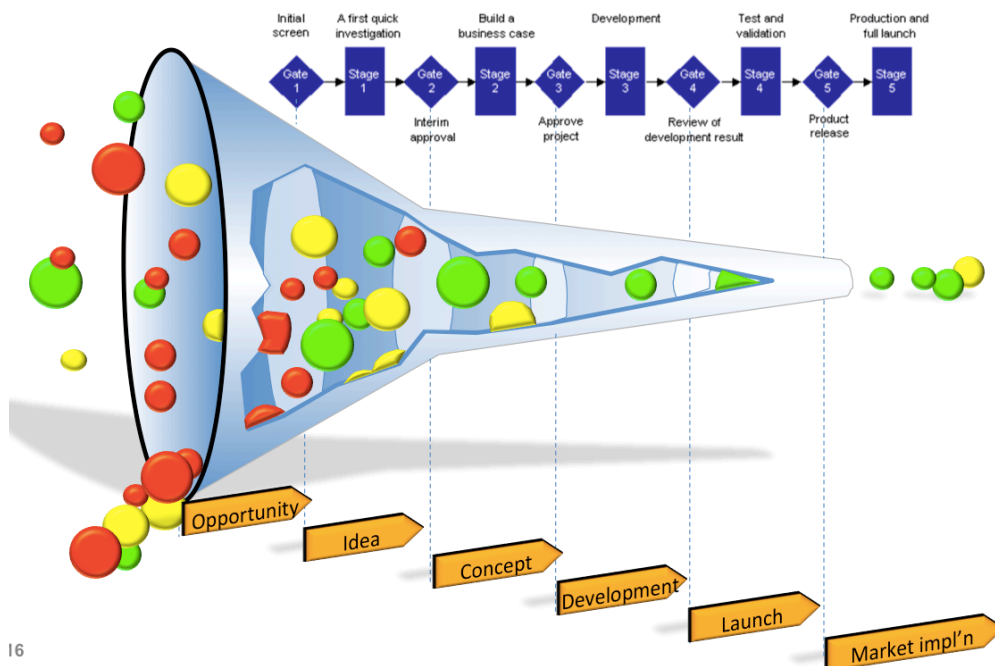 Initial
screen
A first quick
investigation
Build a
business case
Development
Test and
validation
Production and
full launch
Gate
1
Stage
1
Gate
2
Stage
2
Gate
3
Stage
3
Gate
4
Stage
4
Gate
5
Stage
5
Interim
approval
Approve
project
Review of
development result
Product
release
Opportunity
Idea
Concept
Development
Launch
Market impl'n
16